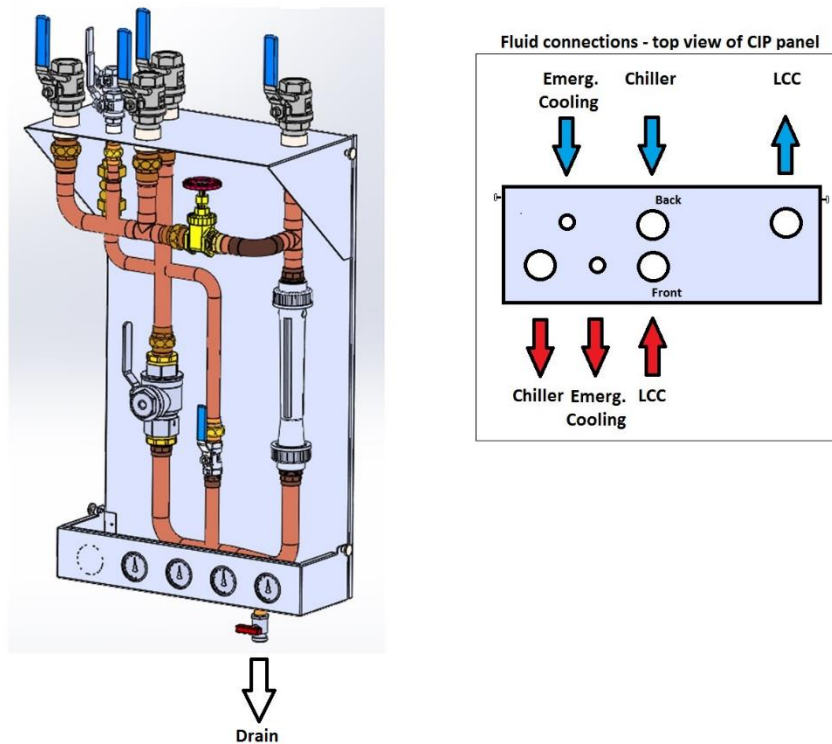 Fluid connections - top view of CIP panel
Emerg.
Cooling
Chiller
LCC
Back
Front
Chiller
Emerg.
Cooling
LCC
Drain